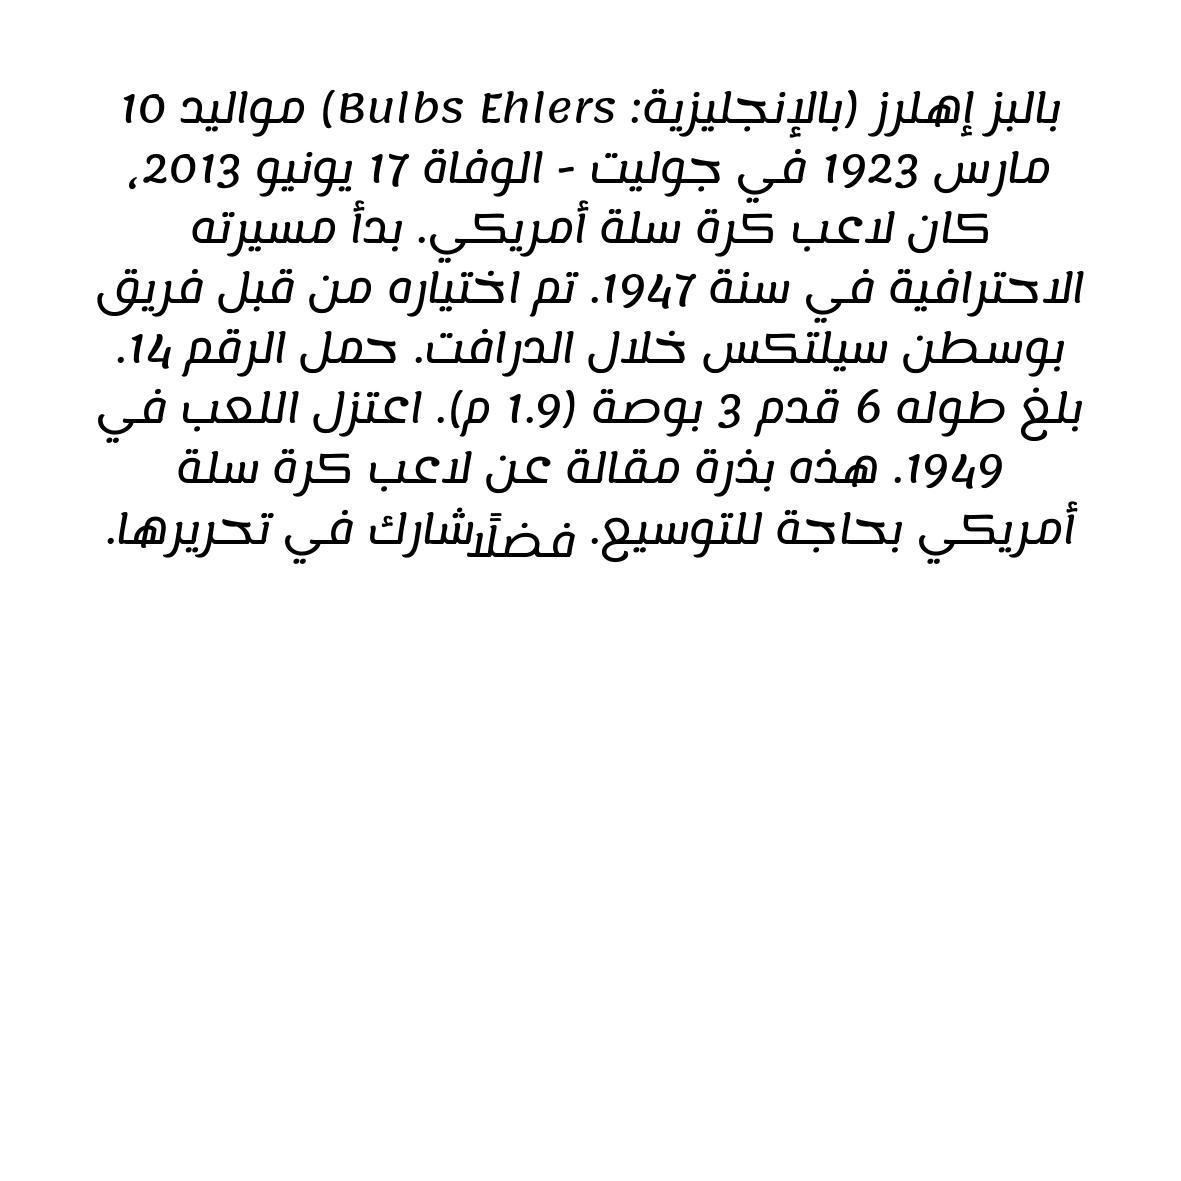 بالبز إهلرز (بالإنجليزية: Bulbs Ehlers) مواليد 10
مارس 1923 في جوليت - الوفاة 17 يونيو 2013،
كان لاعب كرة سلة أمريكي. بدأ مسيرته
الاحترافية في سنة 1947. تم اختياره من قبل فريق
بوسطن سيلتكس خلال الدرافت. حمل الرقم 14.
بلغ طوله 6 قدم 3 بوصة (1.9 م). اعتزل اللعب في
1949. هذه بذرة مقالة عن لاعب كرة سلة
أمريكي بحاجة للتوسيع. فضلًا شارك في تحريرها.